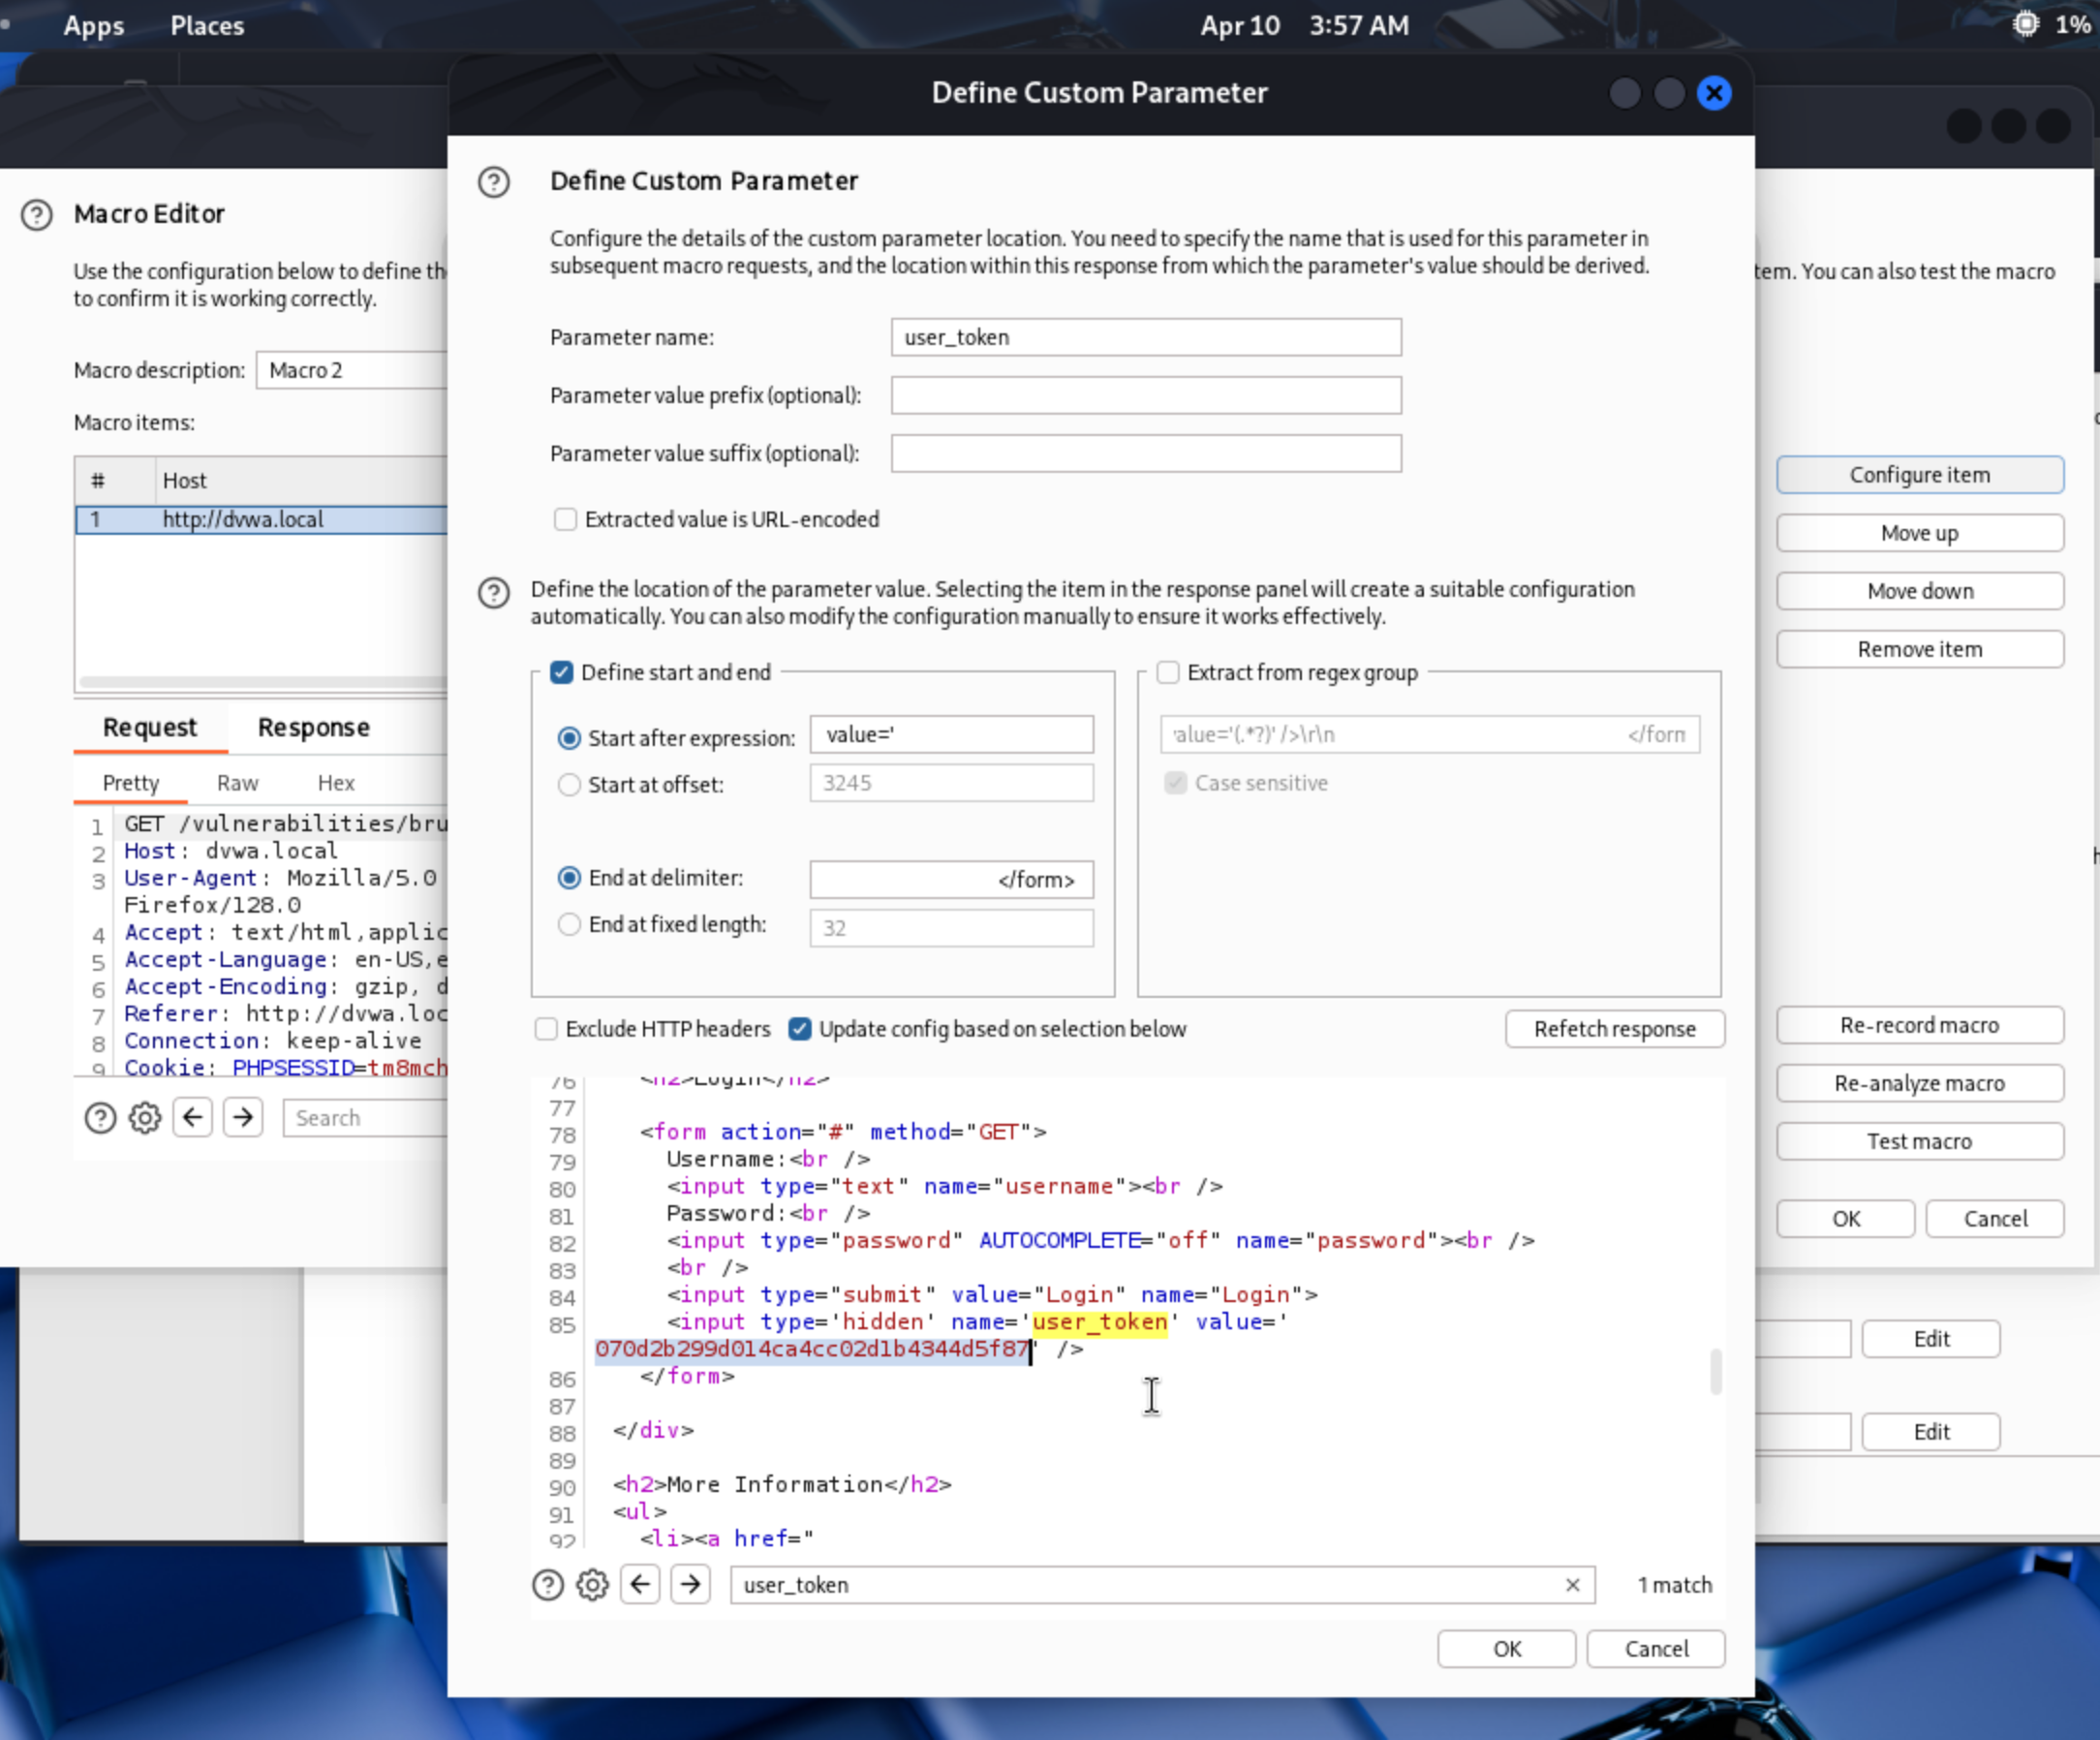 Apps Places Apr 10 3:57 AM 1%
Define Custom Parameter
Macro Editor
Use the configuration below to define th
to confirm it is working correctly.
tem. You can also test the macro
Macro description: Macro 2
Macro items:
# Host
1 http://dvwa.local
Request Response
Pretty Raw Hex
1 GET /vulnerabilities/bru
2 Host: dvwa.local
3 User-Agent: Mozilla/5.0
Firefox/128.0
4 Accept: text/html,applic
5 Accept-Language: en-US,e
6 Accept-Encoding: gzip, d
7 Referer: http://dvwa.loc
8 Connection: keep-alive
9 Cookie: PHPSESSID=tm8mch
Search
Define Custom Parameter
Configure the details of the custom parameter location. You need to specify the name that is used for this parameter in
subsequent macro requests, and the location within this response from which the parameter's value should be derived.
Parameter name: user_token
Parameter value prefix (optional):
Parameter value suffix (optional):
Extracted value is URL-encoded
Define the location of the parameter value. Selecting the item in the response panel will create a suitable configuration
automatically. You can also modify the configuration manually to ensure it works effectively.
Define start and end
Start after expression: value='
Start at offset: 3245
End at delimiter: </form>
End at fixed length: 32
Extract from regex group
value='(.*?)' />\r\n </form
Case sensitive
Exclude HTTP headers Update config based on selection below Refetch response
76 <h2>Login</h2>
77
78 <form action="#" method="GET">
79 Username:<br />
80 <input type="text" name="username"><br />
81 Password:<br />
82 <input type="password" AUTOCOMPLETE="off" name="password"><br />
83 <br />
84 <input type="submit" value="Login" name="Login">
85 <input type='hidden' name='user_token' value='
070d2b299d014ca4cc02d1b4344d5f87' />
86 </form>
87
88 </div>
89
90 <h2>More Information</h2>
91 <ul>
92 <li><a href="
user_token 1 match
OK Cancel
Configure item
Move up
Move down
Remove item
Re-record macro
Re-analyze macro
Test macro
OK Cancel
Edit
Edit